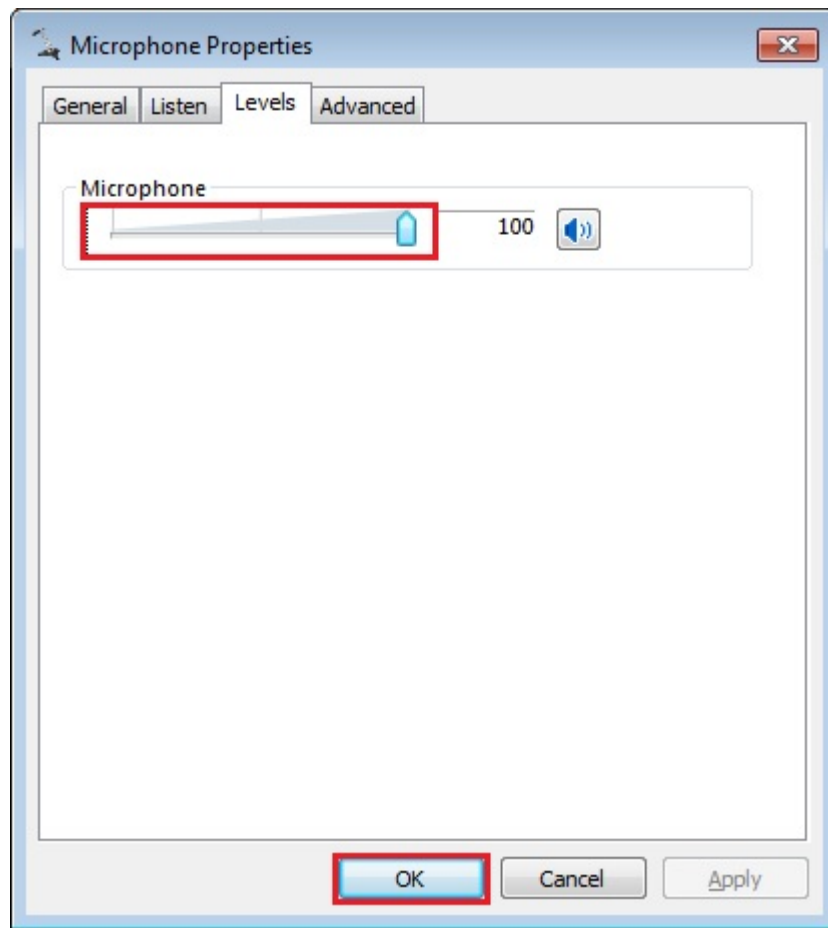 Microphone Properties
General Listen Levels Advanced
Microphone
100
OK Cancel Apply